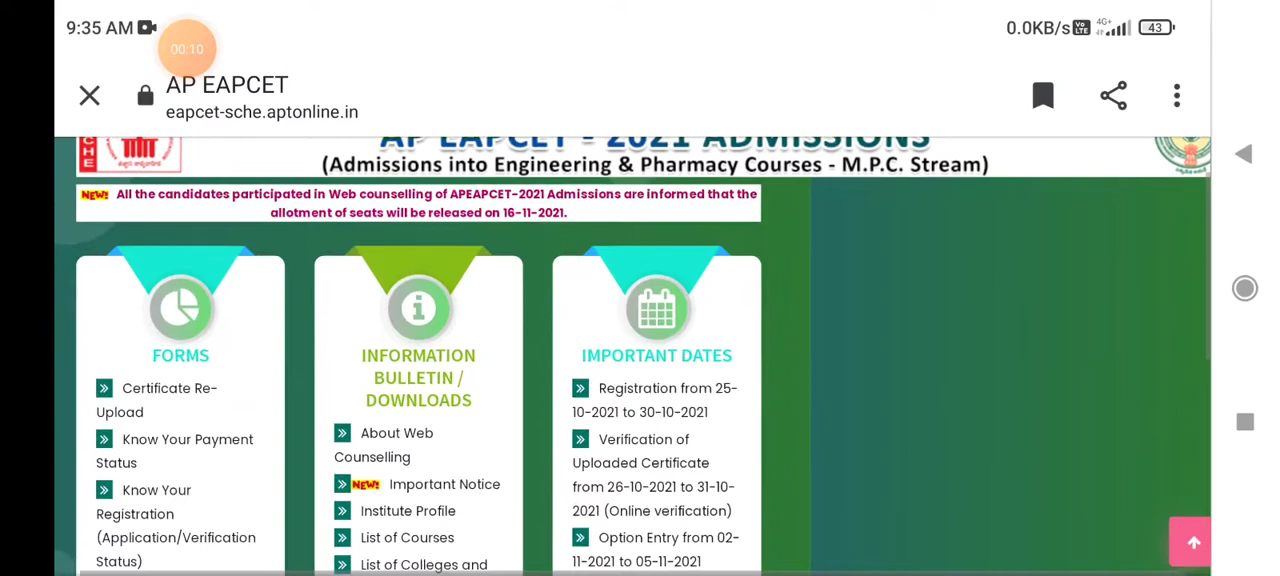 9:35 AM
00:10
0.0KB/s Vo LTE 4G+ 43
AP EAPCET
eapcet-sche.aptonline.in
CHE
AP EAPCET - 2021 ADMISSIONS
(Admissions into Engineering & Pharmacy Courses - M.P.C. Stream)
NEW! All the candidates participated in Web counselling of APEAPCET-2021 Admissions are informed that the
allotment of seats will be released on 16-11-2021.
FORMS
Certificate Re-
Upload
Know Your Payment
Status
Know Your
Registration
(Application/Verification
Status)
INFORMATION
BULLETIN /
DOWNLOADS
About Web
Counselling
NEW! Important Notice
Institute Profile
List of Courses
List of Colleges and
IMPORTANT DATES
Registration from 25-
10-2021 to 30-10-2021
Verification of
Uploaded Certificate
from 26-10-2021 to 31-10-
2021 (Online verification)
Option Entry from 02-
11-2021 to 05-11-2021